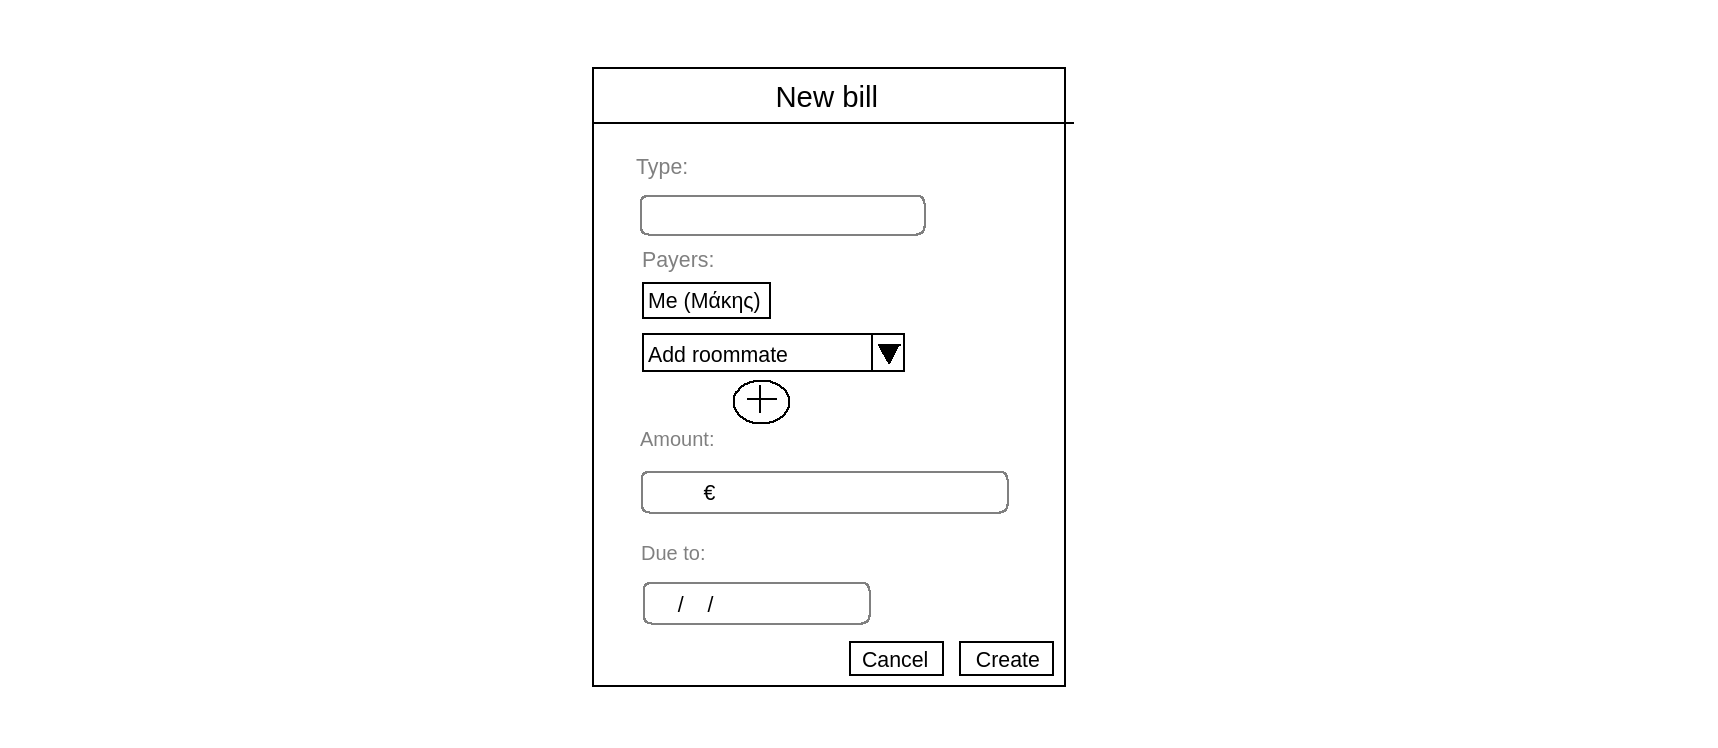 New bill
Type:
Payers:
Me (Μάκης)
Add roommate
Amount:
€
Due to:
/ /
Cancel Create